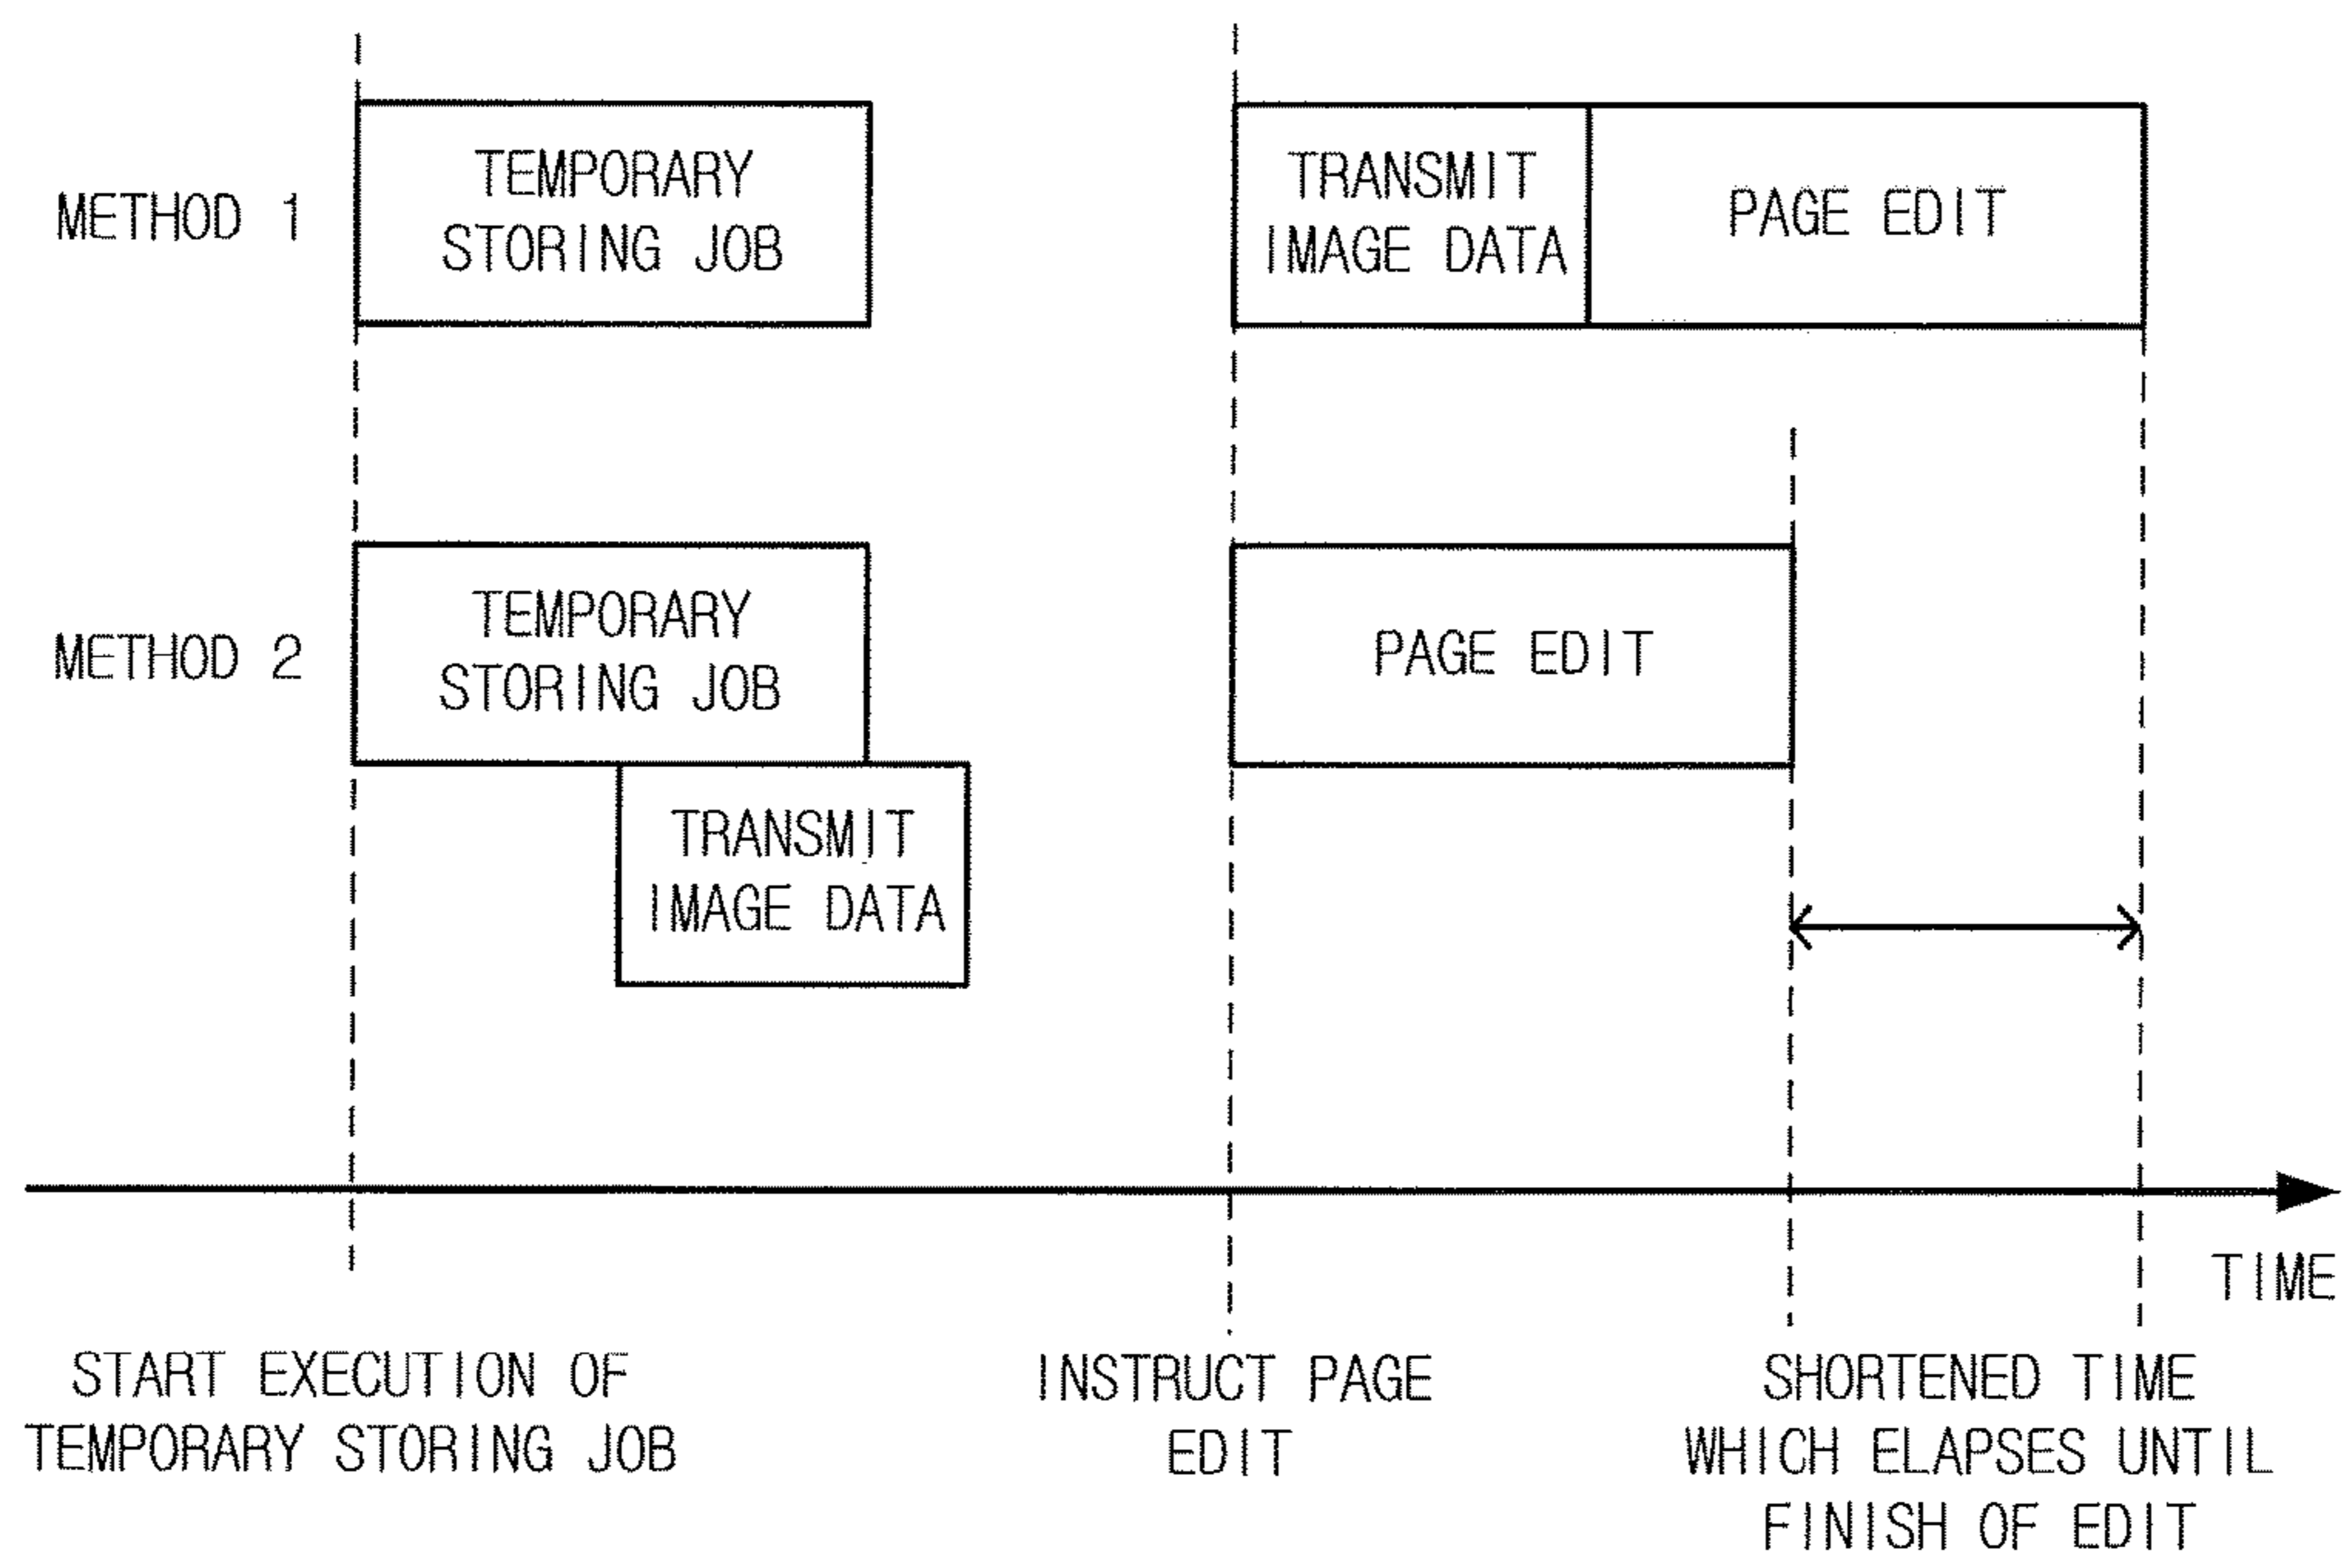 METHOD 1
TEMPORARY
STORING JOB
TRANSMIT
IMAGE DATA
PAGE EDIT
METHOD 2
TEMPORARY
STORING JOB
PAGE EDIT
TRANSMIT
IMAGE DATA
TIME
START EXECUTION OF
TEMPORARY STORING JOB
INSTRUCT PAGE
EDIT
SHORTENED TIME
WHICH ELAPSES UNTIL
FINISH OF EDIT